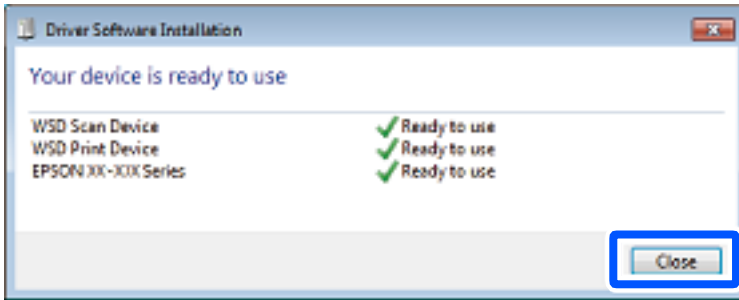 Driver Software Installation
Your device is ready to use
WSD Scan Device Ready to use
WSD Print Device Ready to use
EPSON XX-XXX Series Ready to use
Close